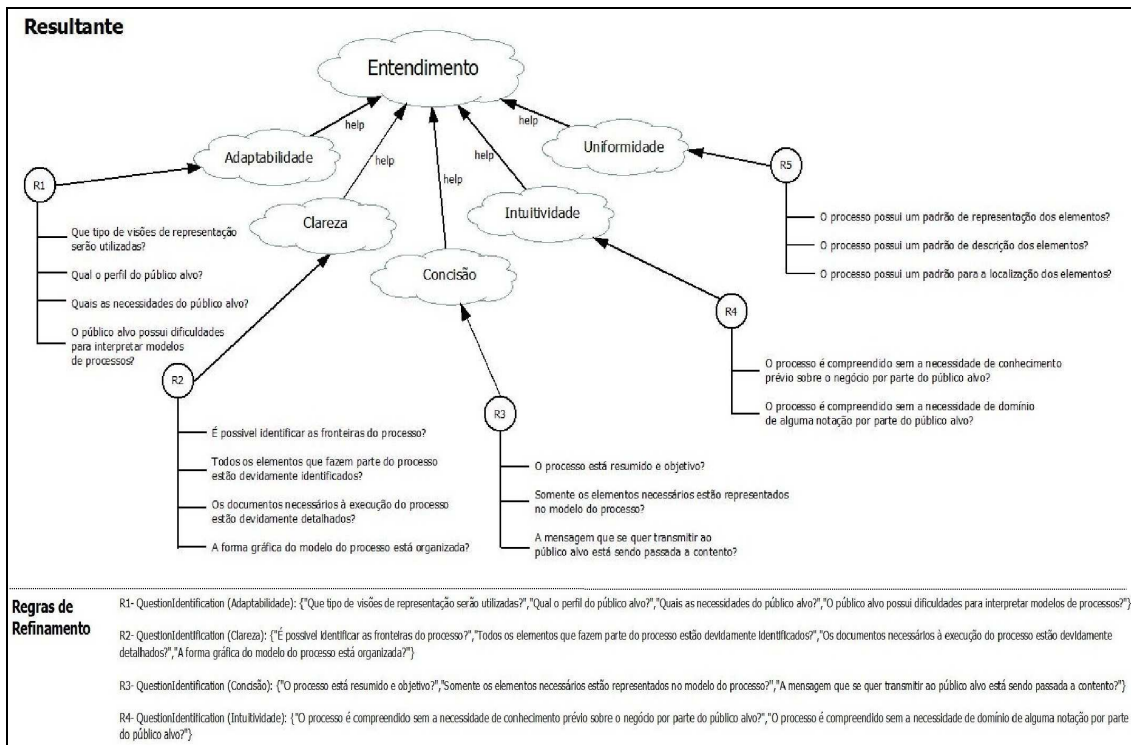 Resultante
Entendimento
help
help
help
help
help
Adaptabilidade
Uniformidade
Clareza
Intuitividade
Concisão
R1
Que tipo de visões de representação
serão utilizadas?
Qual o perfil do público alvo?
Quais as necessidades do público alvo?
O público alvo possui dificuldades
para interpretar modelos
de processos?
R5
O processo possui um padrão de representação dos elementos?
O processo possui um padrão de descrição dos elementos?
O processo possui um padrão para a localização dos elementos?
R4
O processo é compreendido sem a necessidade de conhecimento
prévio sobre o negócio por parte do público alvo?
O processo é compreendido sem a necessidade de domínio
de alguma notação por parte do público alvo?
R2
É possivel identificar as fronteiras do processo?
Todos os elementos que fazem parte do processo
estão devidamente identificados?
Os documentos necessários à execução do processo
estão devidamente detalhados?
A forma gráfica do modelo do processo está organizada?
R3
O processo está resumido e objetivo?
Somente os elementos necessários estão representados
no modelo do processo?
A mensagem que se quer transmitir ao
público alvo está sendo passada a contento?
Regras de
Refinamento
R1- QuestionIdentification (Adaptabilidade): {"Que tipo de visões de representação serão utilizadas?","Qual o perfil do público alvo?","Quais as necessidades do público alvo?","O público alvo possui dificuldades para interpretar modelos de processos?"}
R2- QuestionIdentification (Clareza): {"É possivel identificar as fronteiras do processo?","Todos os elementos que fazem parte do processo estão devidamente identificados?","Os documentos necessários à execução do processo estão devidamente
detalhados?","A forma gráfica do modelo do processo está organizada?"}
R3- QuestionIdentification (Concisão): {"O processo está resumido e objetivo?","Somente os elementos necessários estão representados no modelo do processo?","A mensagem que se quer transmitir ao público alvo está sendo passada a contento?"}
R4- QuestionIdentification (Intuitividade): {"O processo é compreendido sem a necessidade de conhecimento prévio sobre o negócio por parte do público alvo?","O processo é compreendido sem a necessidade de domínio de alguma notação por parte
do público alvo?"}